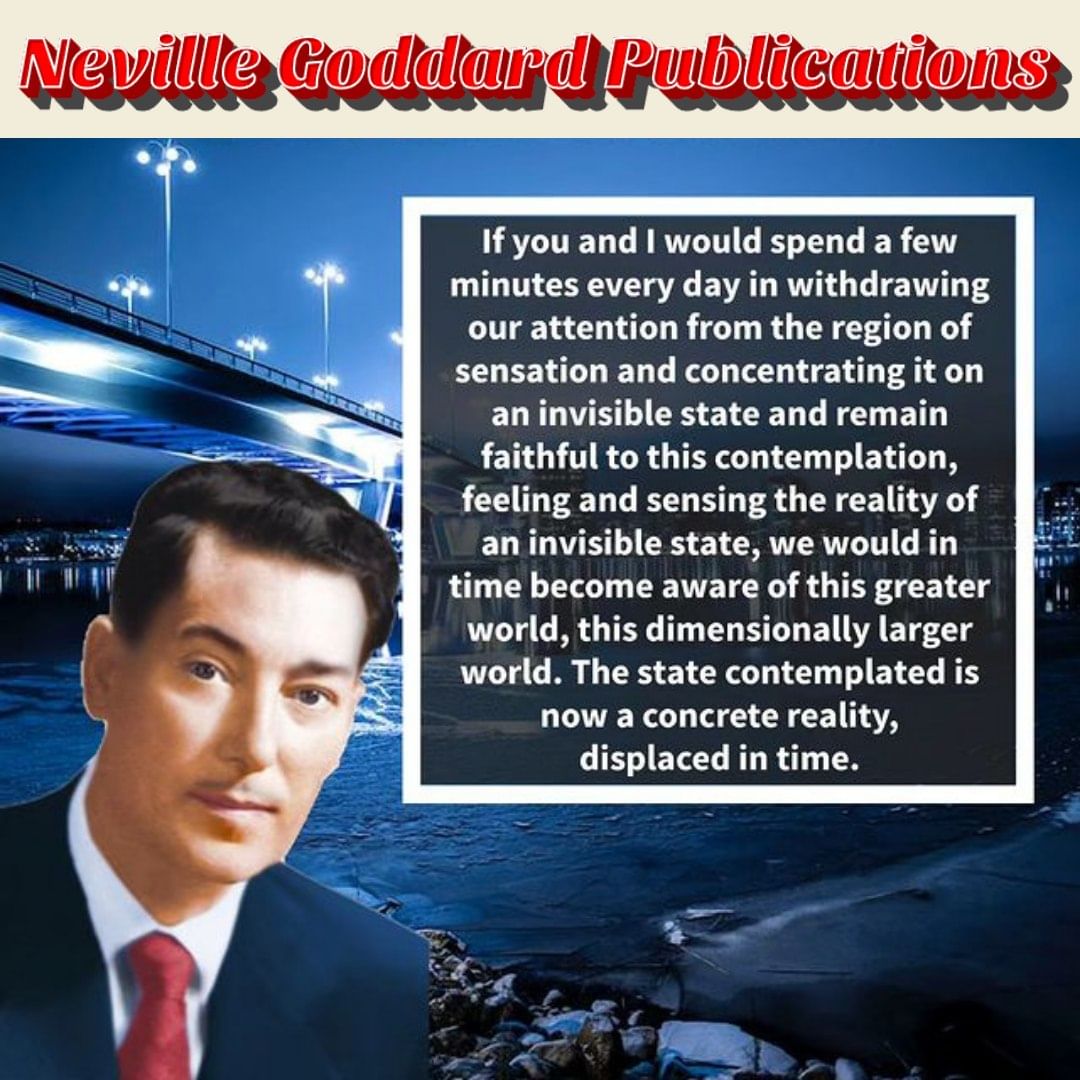 Neville Goddard Publications
If you and I would spend a few
minutes every day in withdrawing
our attention from the region of
sensation and concentrating it on
an invisible state and remain
faithful to this contemplation,
feeling and sensing the reality of
an invisible state, we would in
time become aware of this greater
world, this dimensionally larger
world. The state contemplated is
now a concrete reality,
displaced in time.